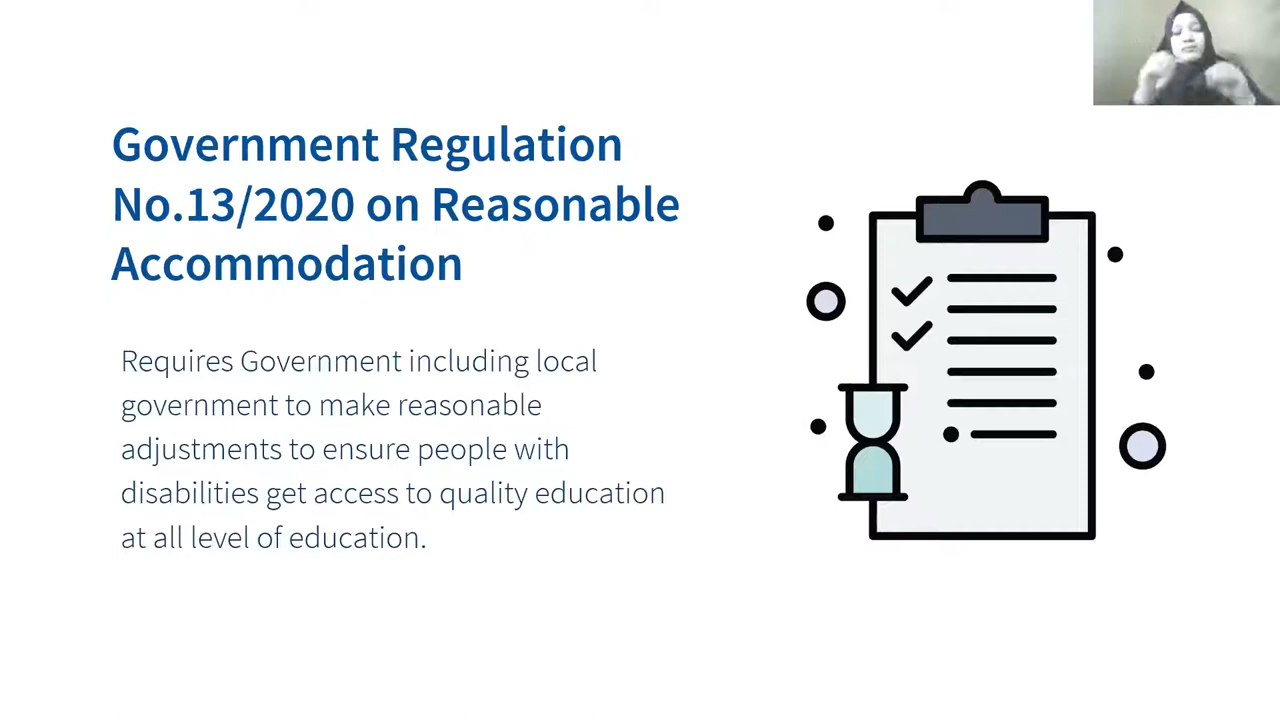 Government Regulation
No.13/2020 on Reasonable
Accommodation
Requires Government including local
government to make reasonable
adjustments to ensure people with
disabilities get access to quality education
at all level of education.